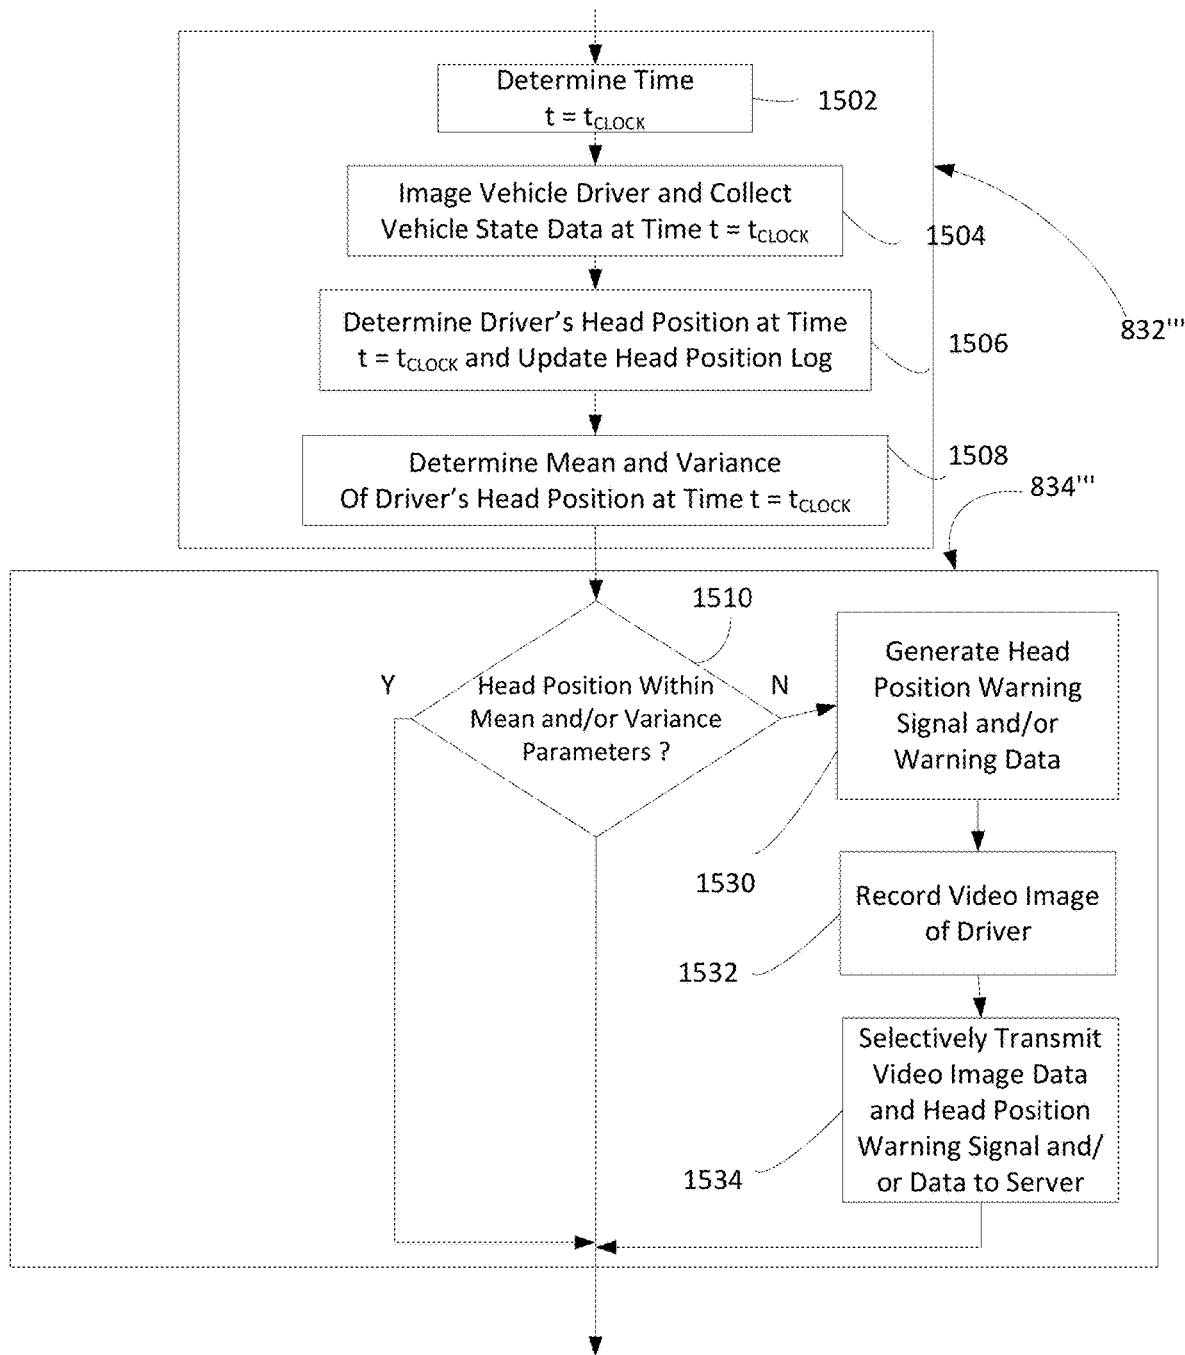 Determine Time
t = tCLOCK
1502
Image Vehicle Driver and Collect
Vehicle State Data at Time t = tCLOCK
1504
832'''
Determine Driver's Head Position at Time
t = tCLOCK and Update Head Position Log
1506
Determine Mean and Variance
Of Driver's Head Position at Time t = tCLOCK
1508
834'''
1510
Y
Head Position Within
Mean and/or Variance
Parameters ?
N
Generate Head
Position Warning
Signal and/or
Warning Data
1530
Record Video Image
of Driver
1532
Selectively Transmit
Video Image Data
and Head Position
Warning Signal and/
or Data to Server
1534